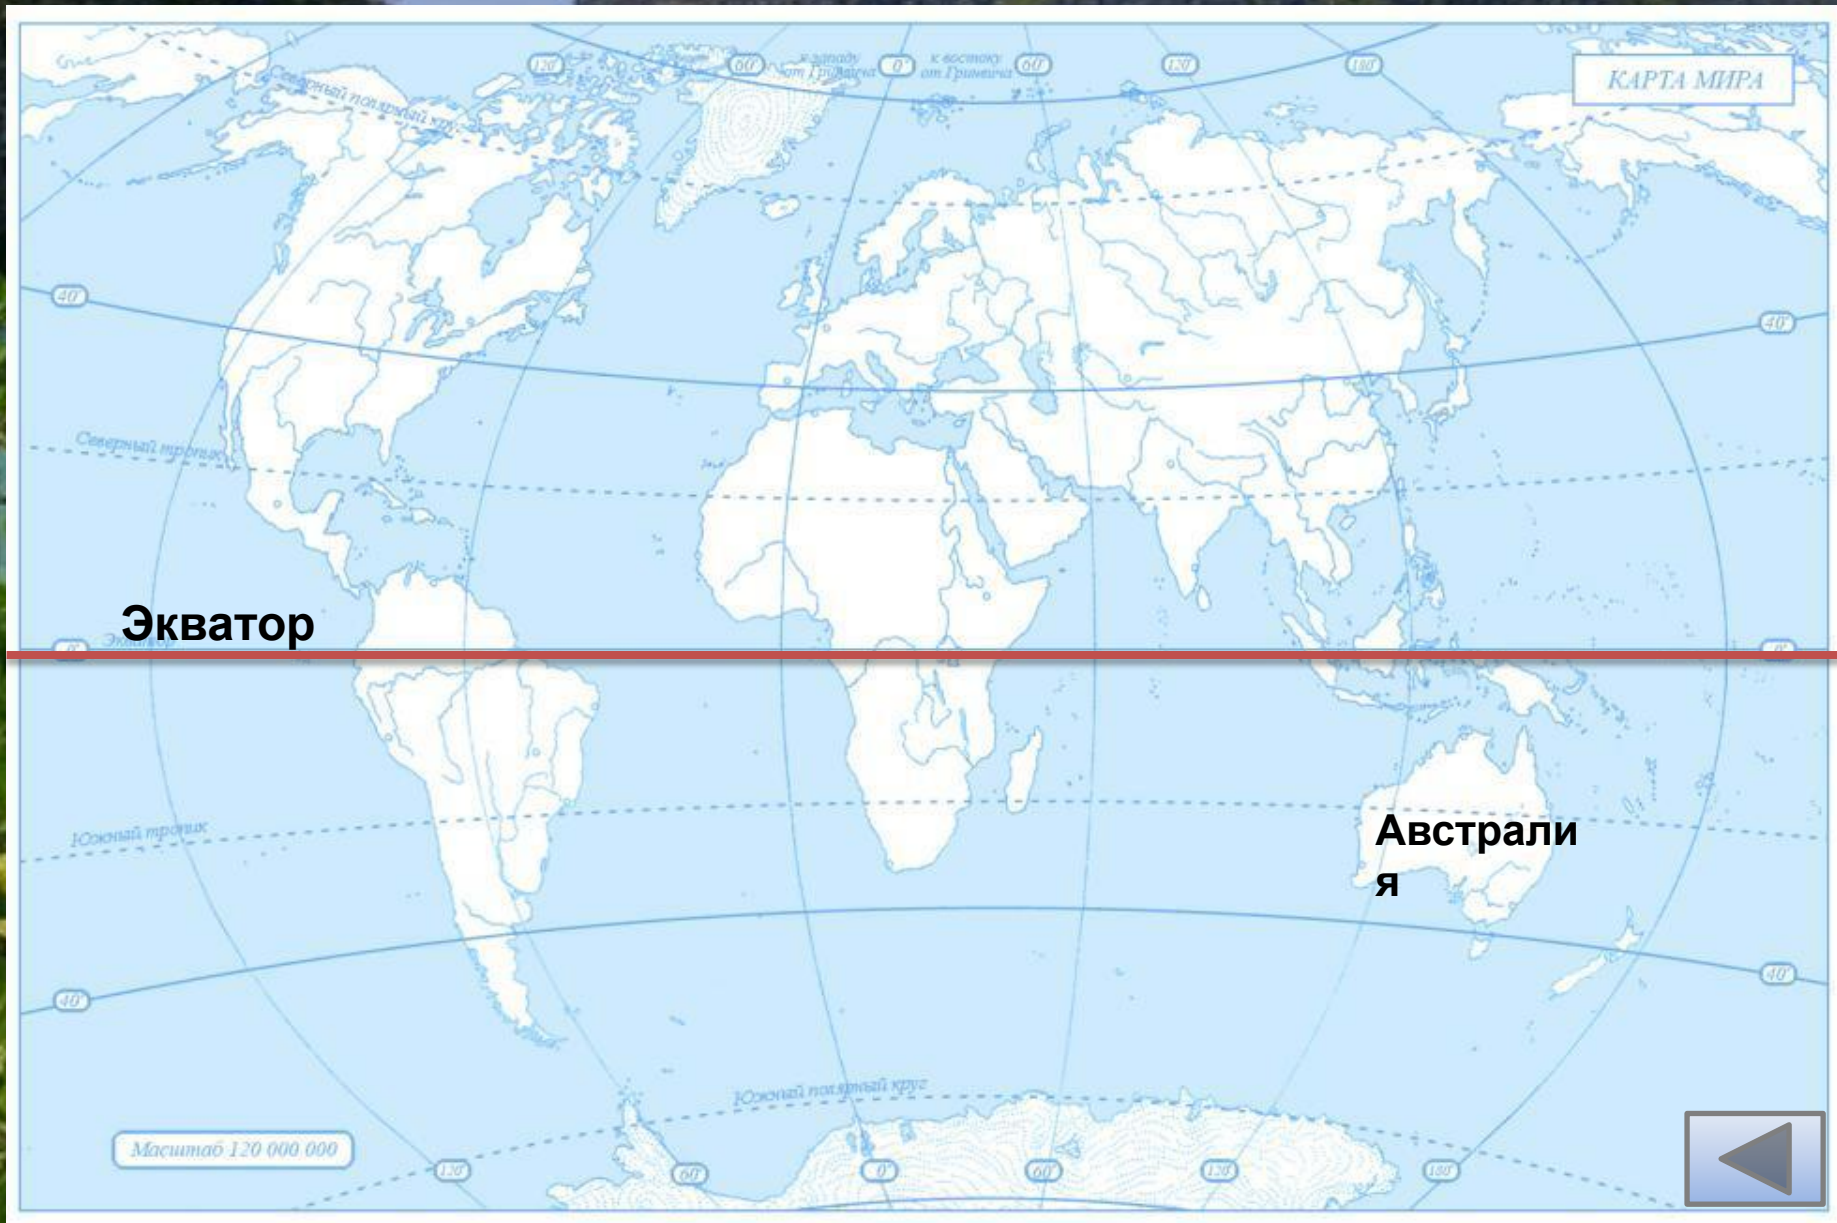 120° 60° к западу 0° к востоку 60° 120° 180°
от Гринвича от Гринвича
КАРТА МИРА
Северный полярный круг
40° 40°
Северный тропик
Экватор
0° Экватор 0°
Южный тропик
Австрали
я
40° 40°
Южный полярный круг
Масштаб 120 000 000
120° 60° 0° 60° 120° 180°